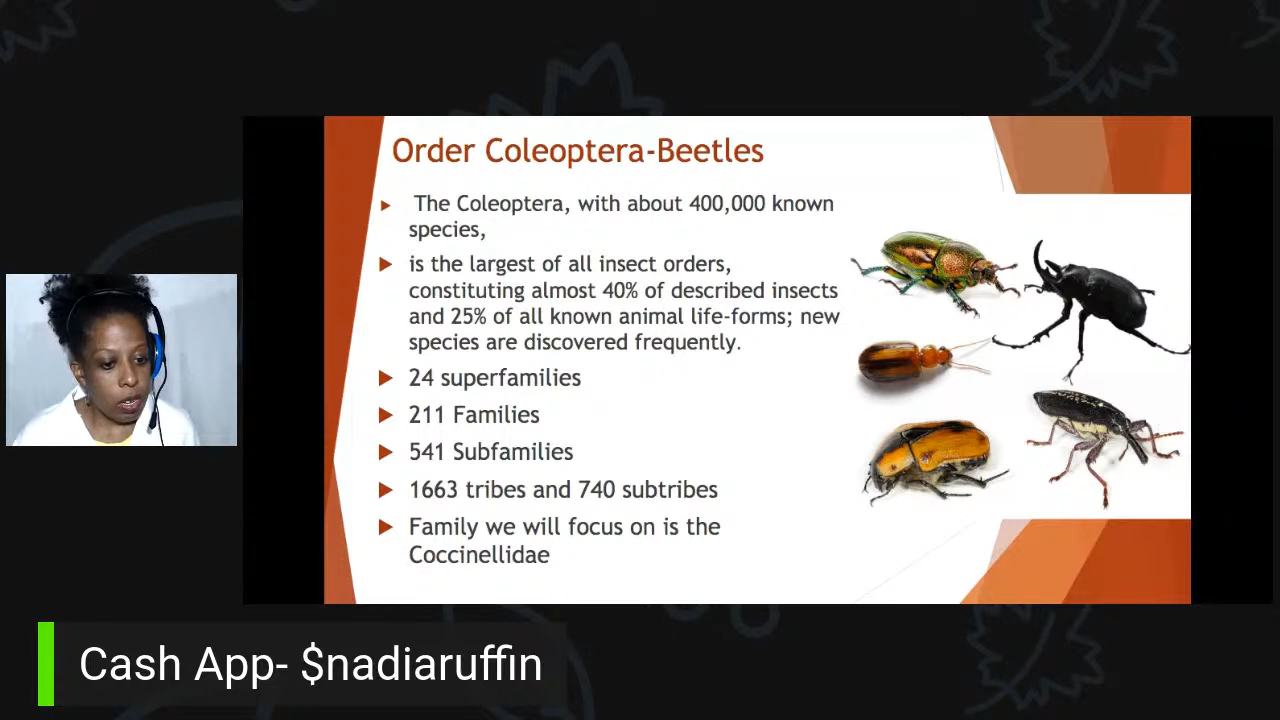 Order Coleoptera-Beetles
The Coleoptera, with about 400,000 known
species,
is the largest of all insect orders,
constituting almost 40% of described insects
and 25% of all known animal life-forms; new
species are discovered frequently.
24 superfamilies
211 Families
541 Subfamilies
1663 tribes and 740 subtribes
Family we will focus on is the
Coccinellidae
Cash App- $nadiaruffin